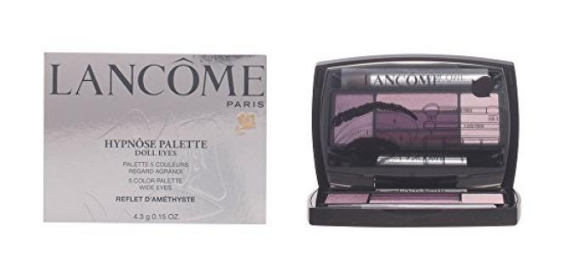 LANCÔME
PARIS
HYPNÔSE PALETTE
DOLL EYES
PALETTE 5 COULEURS
REGARD AGRANDI
5-COLOR PALETTE
WIDE EYES
REFLET D'AMÉTHYSTE
4.3 g 0.15 OZ.
LANCOME